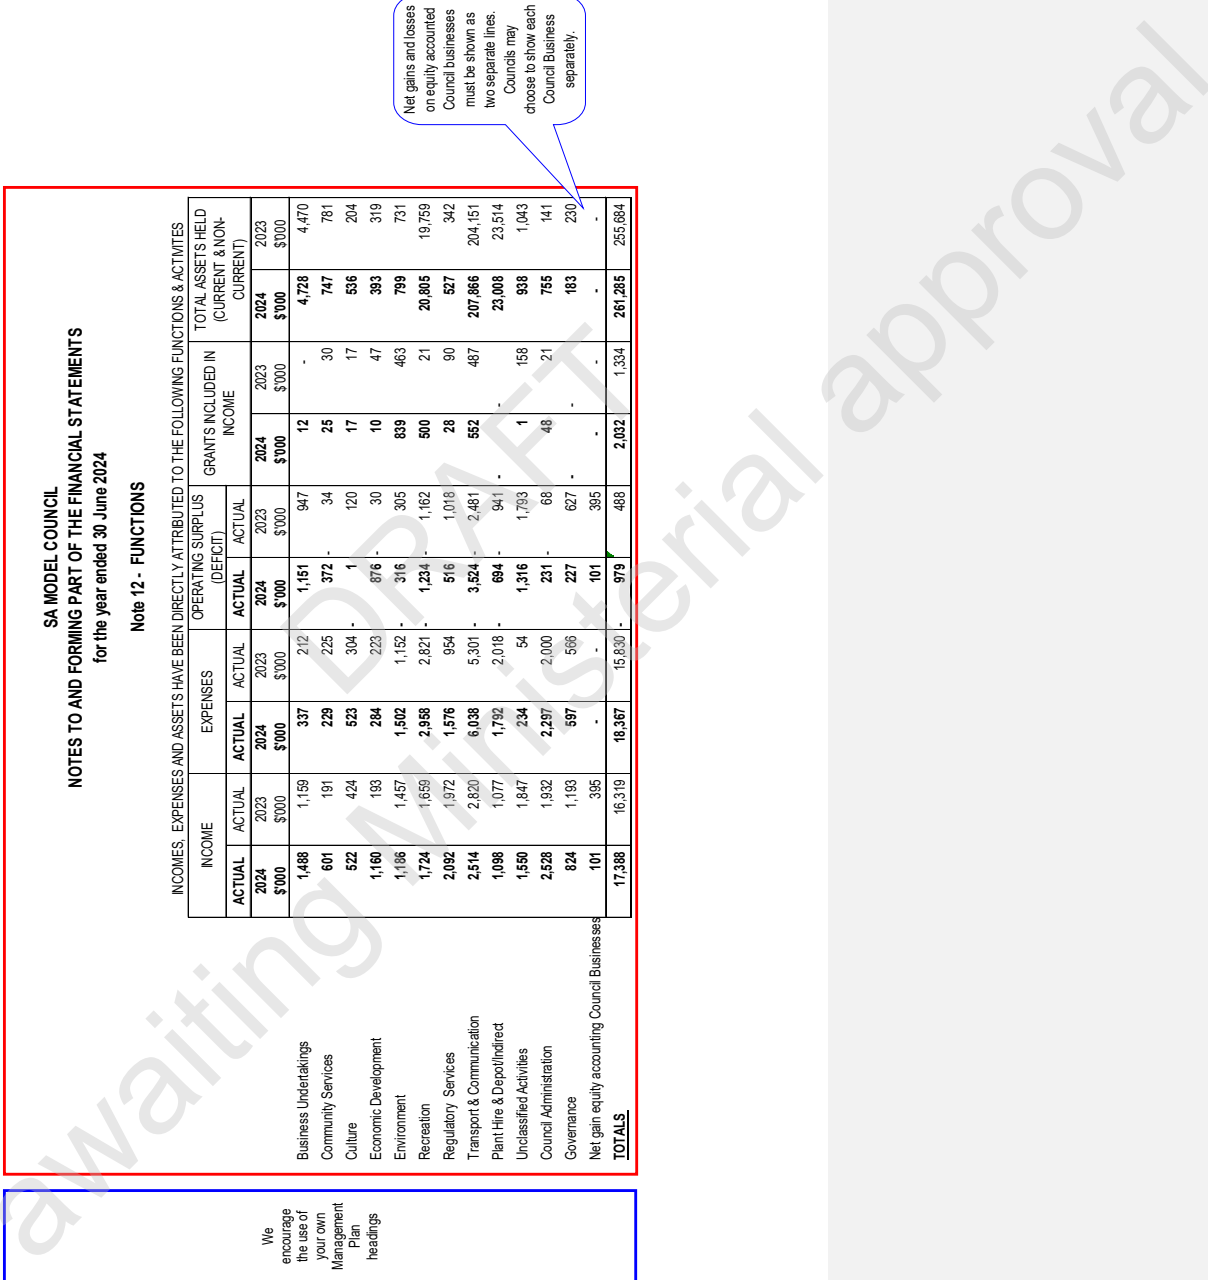 SA MODEL COUNCIL
NOTES TO AND FORMING PART OF THE FINANCIAL STATEMENTS
for the year ended 30 June 2024
Note 12 - FUNCTIONS
INCOMES, EXPENSES AND ASSETS HAVE BEEN DIRECTLY ATTRIBUTED TO THE FOLLOWING FUNCTIONS & ACTIVITES
INCOME EXPENSES OPERATING SURPLUS (DEFICIT) GRANTS INCLUDED IN INCOME TOTAL ASSETS HELD (CURRENT & NON-CURRENT)
ACTUAL ACTUAL ACTUAL ACTUAL ACTUAL ACTUAL
2024 2023 2024 2023 2024 2023 2024 2023 2024 2023
$'000 $'000 $'000 $'000 $'000 $'000 $'000 $'000 $'000 $'000
Business Undertakings 1,488 1,159 337 212 1,151 947 12 - 4,728 4,470
Community Services 601 191 229 225 372 - 34 25 30 747 781
Culture 522 424 523 304 - 1 120 17 17 536 204
Economic Development 1,160 193 284 223 876 - 30 10 47 393 319
Environment 1,186 1,457 1,502 1,152 - 316 305 839 463 799 731
Recreation 1,724 1,659 2,958 2,821 - 1,234 - 1,162 500 21 20,805 19,759
Regulatory Services 2,092 1,972 1,576 954 516 1,018 28 90 527 342
Transport & Communication 2,514 2,820 6,038 5,301 - 3,524 - 2,481 552 487 207,866 204,151
Plant Hire & Depot/Indirect 1,098 1,077 1,792 2,018 - 694 - 941 - - 23,008 23,514
Unclassified Activities 1,550 1,847 234 54 1,316 1,793 1 158 938 1,043
Council Administration 2,528 1,932 2,297 2,000 231 - 68 48 21 755 141
Governance 824 1,193 597 566 227 627 - - 183 230
Net gain equity accounting Council Businesses 101 395 - - 101 395 - - - -
TOTALS 17,388 16,319 18,367 15,830 - 979 488 2,032 1,334 261,285 255,684
We
encourage
the use of
your own
Management
Plan
headings
Net gains and losses
on equity accounted
Council businesses
must be shown as
two separate lines.
Councils may
choose to show each
Council Business
separately.
DRAFT
awaiting Ministerial approval